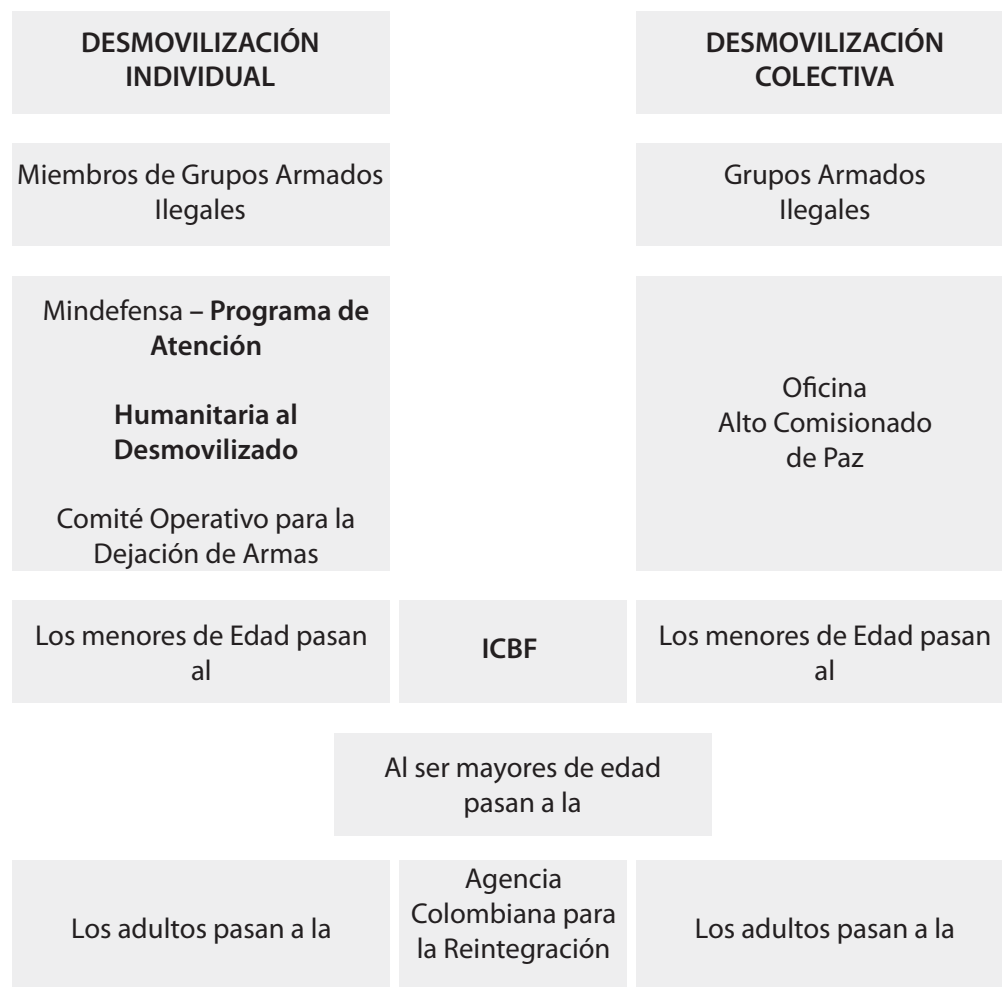 DESMOVILIZACIÓN
INDIVIDUAL
DESMOVILIZACIÓN
COLECTIVA
Miembros de Grupos Armados
Ilegales
Grupos Armados
Ilegales
Mindefensa – Programa de
Atención
Humanitaria al
Desmovilizado
Comité Operativo para la
Dejación de Armas
Oficina
Alto Comisionado
de Paz
Los menores de Edad pasan
al
ICBF
Los menores de Edad pasan
al
Al ser mayores de edad
pasan a la
Los adultos pasan a la
Agencia
Colombiana para
la Reintegración
Los adultos pasan a la